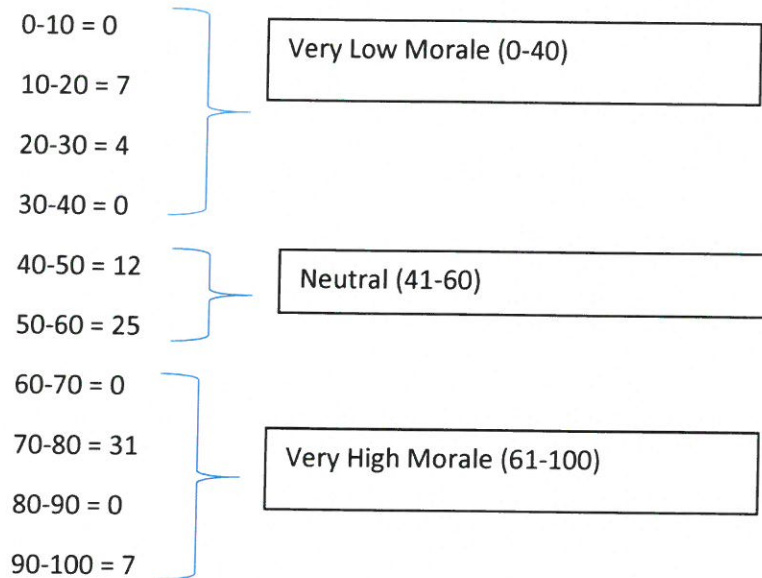 0-10 = 0
Very Low Morale (0-40)
10-20 = 7
20-30 = 4
30-40 = 0
40-50 = 12
Neutral (41-60)
50-60 = 25
60-70 = 0
70-80 = 31
Very High Morale (61-100)
80-90 = 0
90-100 = 7